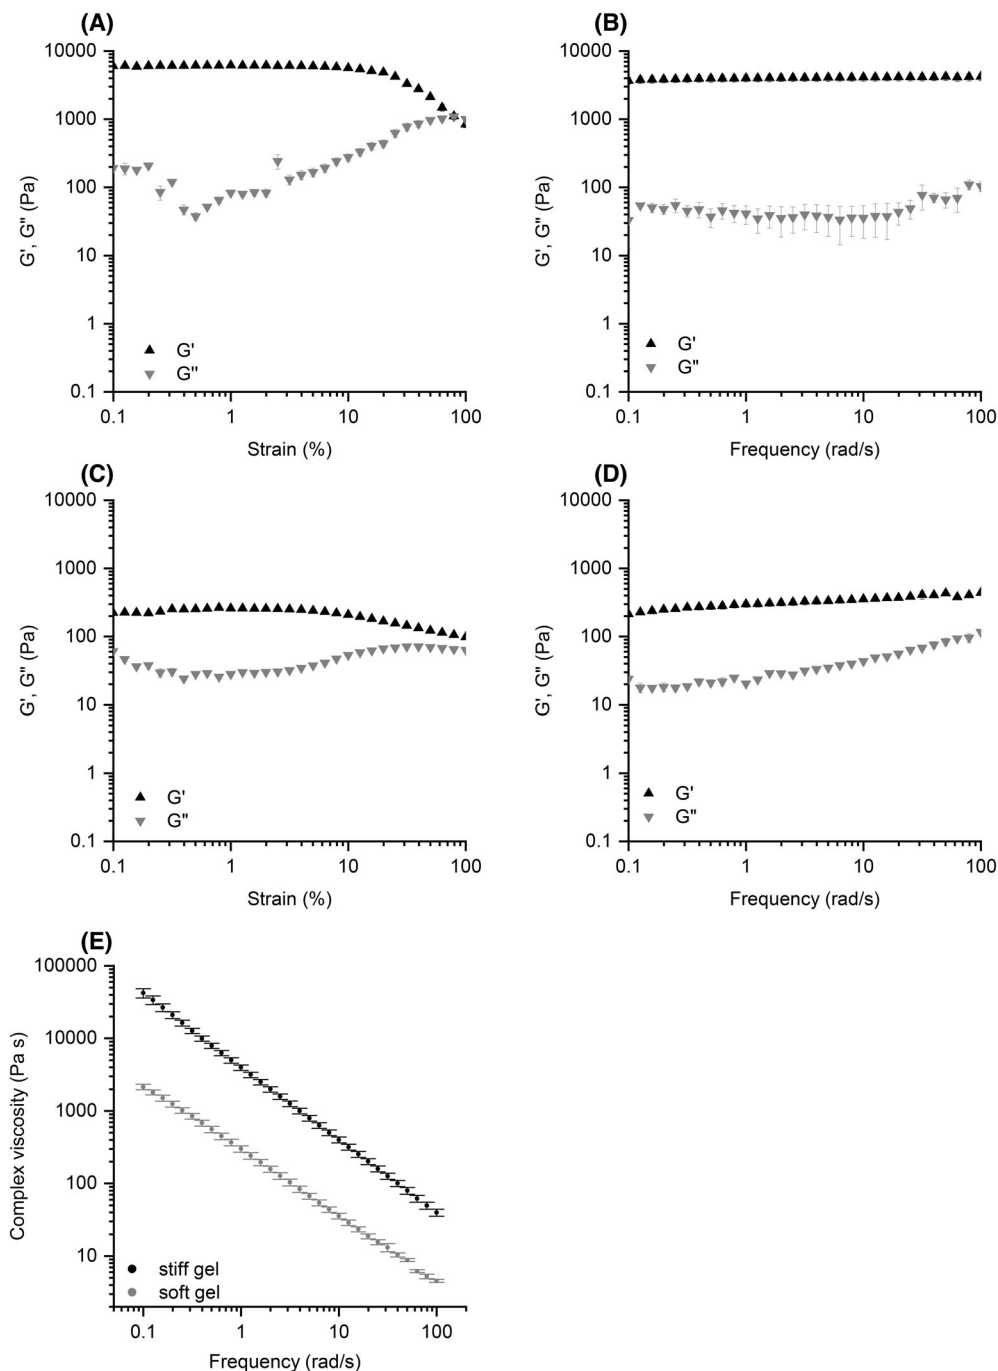 (A)
10000
1000
100
10
1
0.1
G', G'' (Pa)
G'
G''
0.1 1 10 100
Strain (%)
(B)
10000
1000
100
10
1
0.1
G', G'' (Pa)
G'
G''
0.1 1 10 100
Frequency (rad/s)
(C)
10000
1000
100
10
1
0.1
G', G'' (Pa)
G'
G''
0.1 1 10 100
Strain (%)
(D)
10000
1000
100
10
1
0.1
G', G'' (Pa)
G'
G''
0.1 1 10 100
Frequency (rad/s)
(E)
100000
10000
1000
100
10
Complex viscosity (Pa s)
stiff gel
soft gel
0.1 1 10 100
Frequency (rad/s)